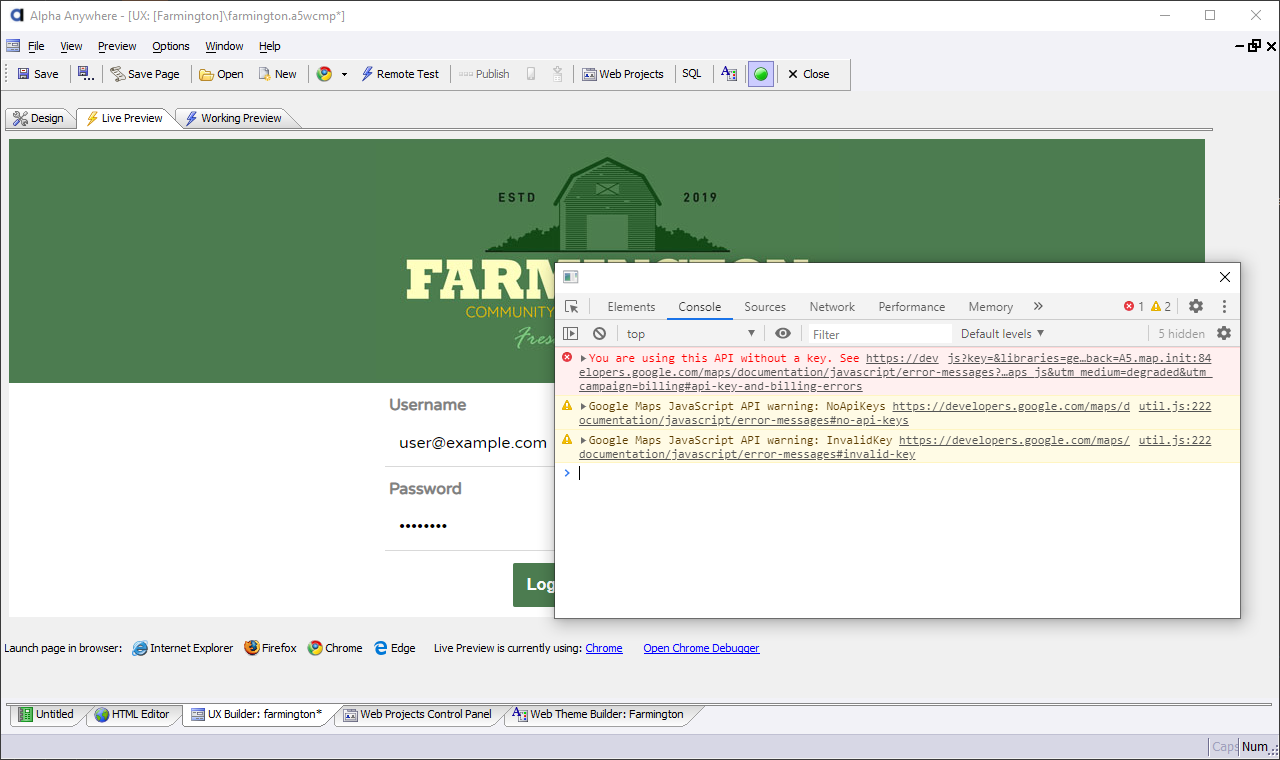 Alpha Anywhere - [UX: [Farmington]\farmington.a5wcmp*]
File View Preview Options Window Help
Save Save Page Open New Remote Test Publish Web Projects SQL Close
Design Live Preview Working Preview
ESTD 2019
COMMUNITY
Username
user@example.com
Password
••••••••
Elements Console Sources Network Performance Memory » 1 2
top Filter Default levels 5 hidden
You are using this API without a key. See https://dev js?key=&libraries=ge…back=A5.map.init:84
elopers.google.com/maps/documentation/javascript/error-messages?…aps_js&utm_medium=degraded&utm_
campaign=billing#api-key-and-billing-errors
Google Maps JavaScript API warning: NoApiKeys https://developers.google.com/maps/d util.js:222
ocumentation/javascript/error-messages#no-api-keys
Google Maps JavaScript API warning: InvalidKey https://developers.google.com/maps/ util.js:222
documentation/javascript/error-messages#invalid-key
Launch page in browser: Internet Explorer Firefox Chrome Edge Live Preview is currently using: Chrome Open Chrome Debugger
Untitled HTML Editor UX Builder: farmington* Web Projects Control Panel Web Theme Builder: Farmington
Caps Num